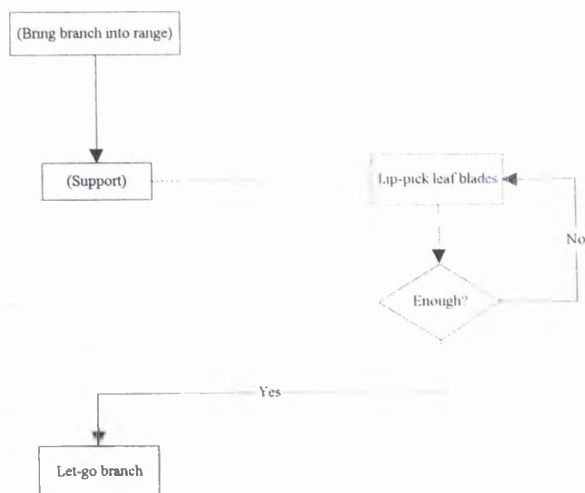 (Bring branch into range)
(Support)
Lip-pick leaf blades
No
Enough?
Yes
Let-go branch